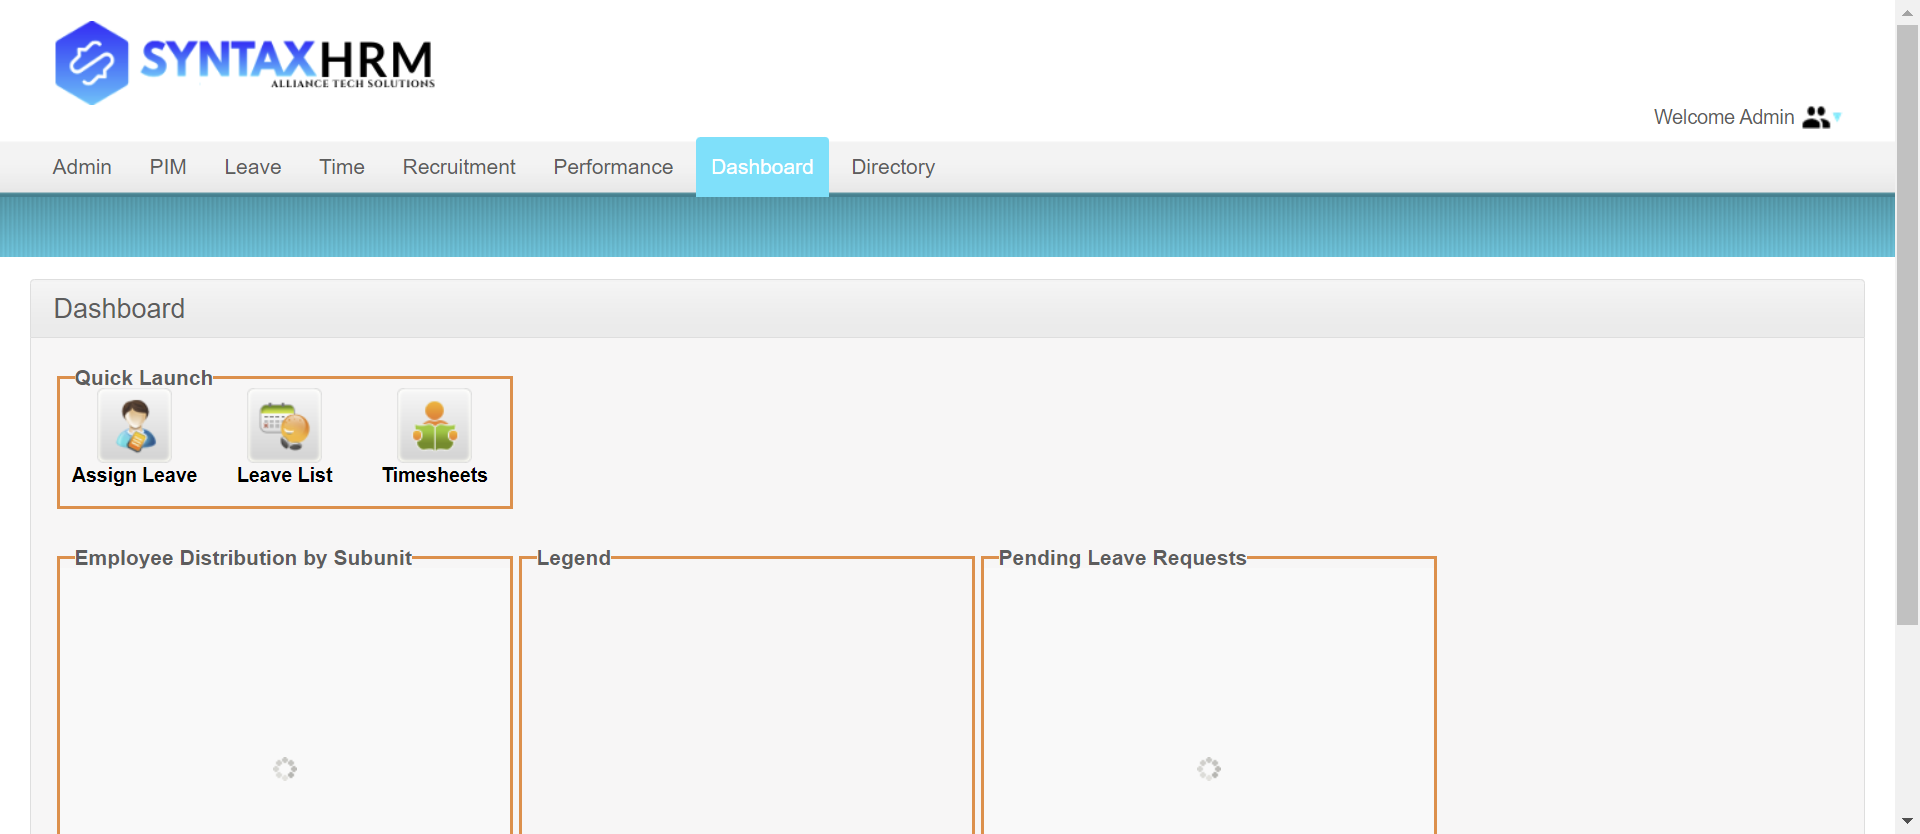 SYNTAXHRM
ALLIANCE TECH SOLUTIONS
Welcome Admin
Admin PIM Leave Time Recruitment Performance Dashboard Directory
Dashboard
Quick Launch
Assign Leave Leave List Timesheets
Employee Distribution by Subunit Legend Pending Leave Requests